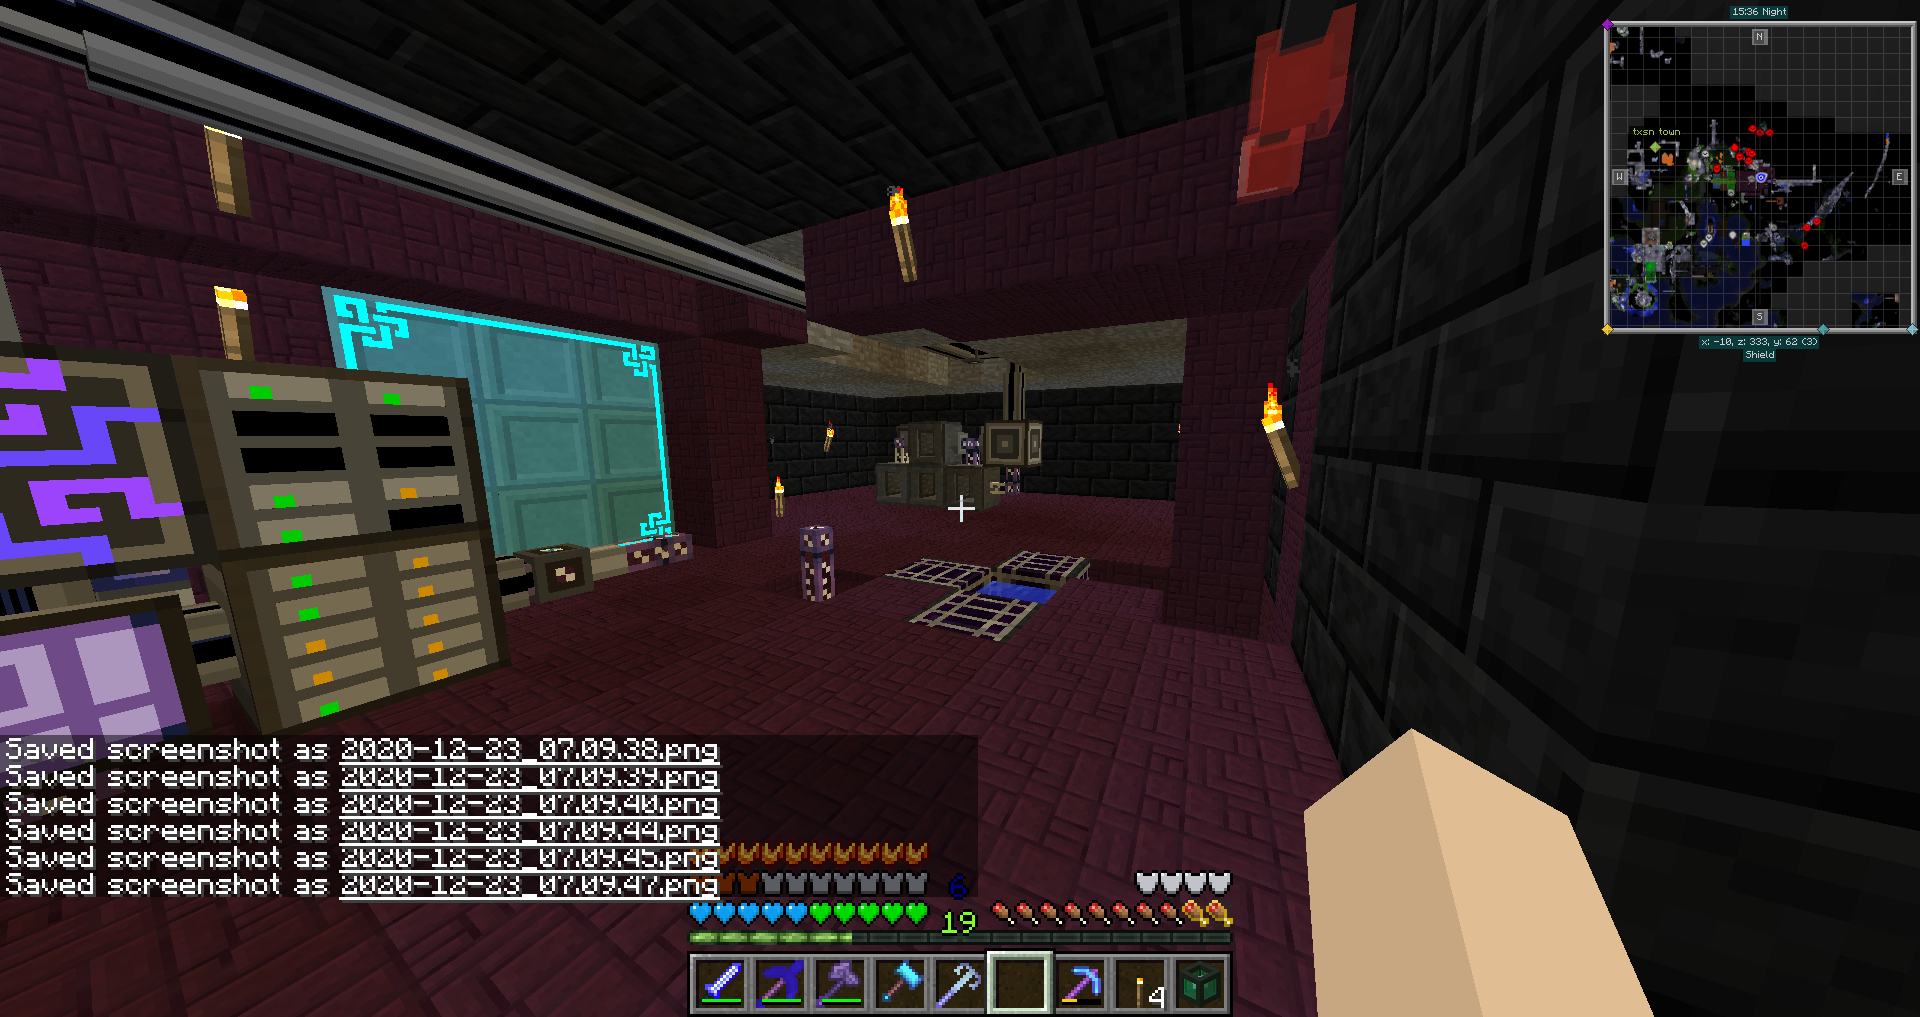 15:36 Night
N
txsn town
W
E
S
x: -10, z: 333, y: 62 (3)
Shield
Saved screenshot as 2020-12-23_07.09.38.png
Saved screenshot as 2020-12-23_07.09.39.png
Saved screenshot as 2020-12-23_07.09.40.png
Saved screenshot as 2020-12-23_07.09.44.png
Saved screenshot as 2020-12-23_07.09.45.png
Saved screenshot as 2020-12-23_07.09.47.png
6
19
4